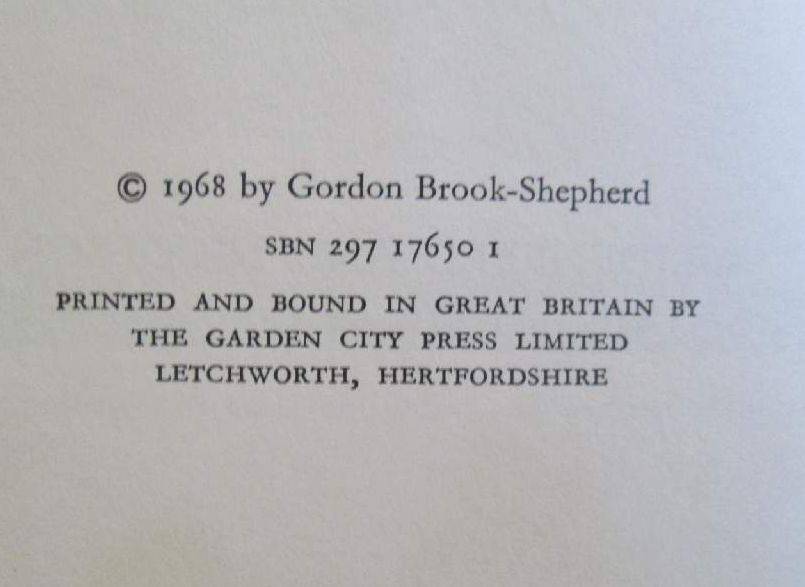 © 1968 by Gordon Brook-Shepherd
SBN 297 17650 1
PRINTED AND BOUND IN GREAT BRITAIN BY
THE GARDEN CITY PRESS LIMITED
LETCHWORTH, HERTFORDSHIRE